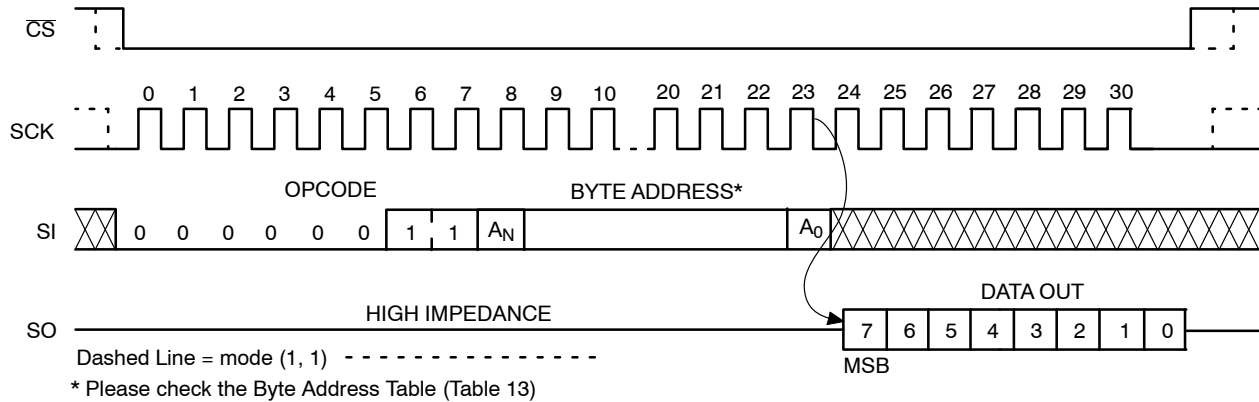 CS
0 1 2 3 4 5 6 7 8 9 10 20 21 22 23 24 25 26 27 28 29 30
SCK
OPCODE BYTE ADDRESS*
SI 0 0 0 0 0 0 1 1 AN A0
DATA OUT
HIGH IMPEDANCE
SO 7 6 5 4 3 2 1 0
Dashed Line = mode (1, 1) - - - - - - - - - - - - - - - -
MSB
* Please check the Byte Address Table (Table 13)